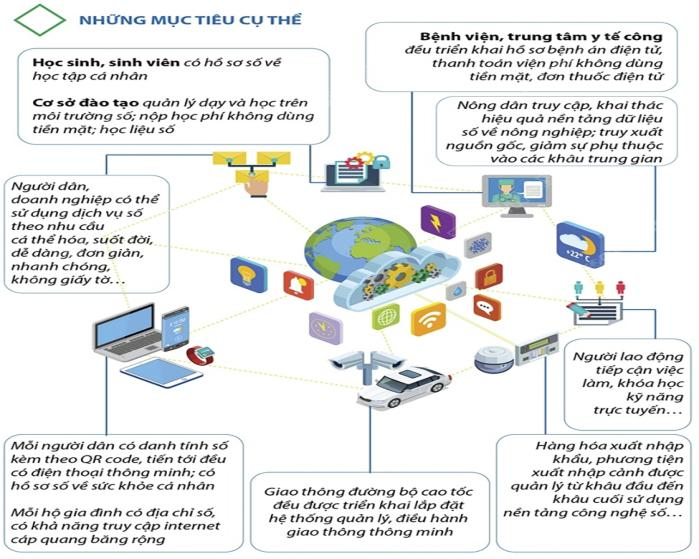 NHỮNG MỤC TIÊU CỤ THỂ
Học sinh, sinh viên có hồ sơ số về
học tập cá nhân
Cơ sở đào tạo quản lý dạy và học trên
môi trường số; nộp học phí không dùng
tiền mặt; học liệu số
Bệnh viện, trung tâm y tế công
đều triển khai hồ sơ bệnh án điện tử,
thanh toán viện phí không dùng
tiền mặt, đơn thuốc điện tử
Nông dân truy cập, khai thác
hiệu quả nền tảng dữ liệu
số về nông nghiệp; truy xuất
nguồn gốc, giảm sự phụ thuộc
vào các khâu trung gian
Người dân,
doanh nghiệp có thể
sử dụng dịch vụ số
theo nhu cầu
cá thể hóa, suốt đời,
dễ dàng, đơn giản,
nhanh chóng,
không giấy tờ...
+22° C
Người lao động
tiếp cận việc
làm, khóa học
kỹ năng
trực tuyến...
Mỗi người dân có danh tính số
kèm theo QR code, tiến tới đều
có điện thoại thông minh; có
hồ sơ số về sức khỏe cá nhân
Mỗi hộ gia đình có địa chỉ số,
có khả năng truy cập internet
cáp quang băng rộng
Giao thông đường bộ cao tốc
đều được triển khai lắp đặt
hệ thống quản lý, điều hành
giao thông thông minh
Hàng hóa xuất nhập
khẩu, phương tiện
xuất nhập cảnh được
quản lý từ khâu đầu đến
khâu cuối sử dụng
nền tảng công nghệ số...